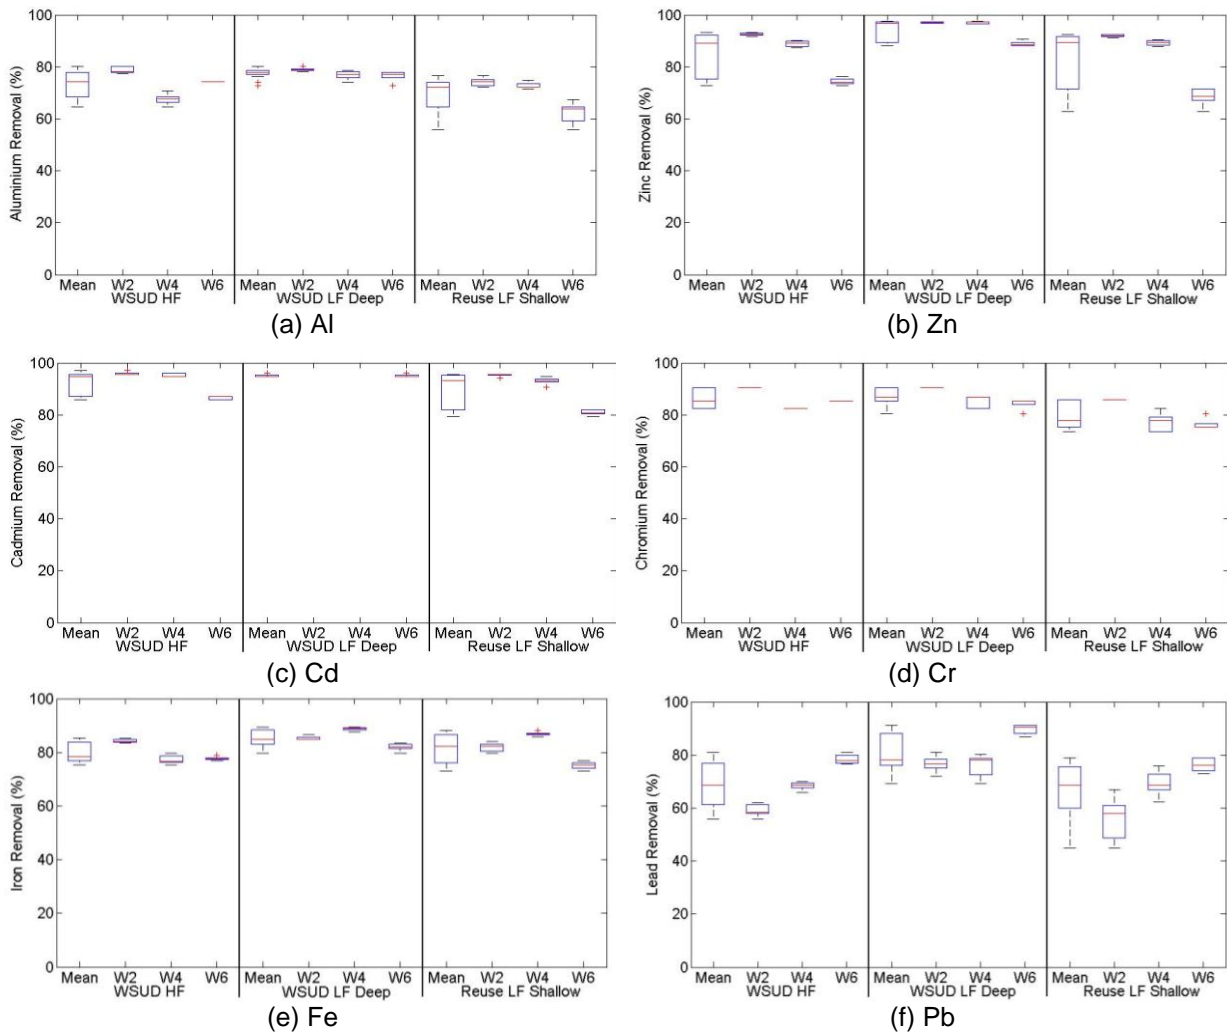 100
80
60
40
20
0
Aluminium Removal (%)
Mean W2 W4 W6 Mean W2 W4 W6 Mean W2 W4 W6
WSUD HF WSUD LF Deep Reuse LF Shallow
(a) Al
100
80
60
40
20
0
Zinc Removal (%)
Mean W2 W4 W6 Mean W2 W4 W6 Mean W2 W4 W6
WSUD HF WSUD LF Deep Reuse LF Shallow
(b) Zn
100
80
60
40
20
0
Cadmium Removal (%)
Mean W2 W4 W6 Mean W2 W4 W6 Mean W2 W4 W6
WSUD HF WSUD LF Deep Reuse LF Shallow
(c) Cd
100
80
60
40
20
0
Chromium Removal (%)
Mean W2 W4 W6 Mean W2 W4 W6 Mean W2 W4 W6
WSUD HF WSUD LF Deep Reuse LF Shallow
(d) Cr
100
80
60
40
20
0
Iron Removal (%)
Mean W2 W4 W6 Mean W2 W4 W6 Mean W2 W4 W6
WSUD HF WSUD LF Deep Reuse LF Shallow
(e) Fe
100
80
60
40
20
0
Lead Removal (%)
Mean W2 W4 W6 Mean W2 W4 W6 Mean W2 W4 W6
WSUD HF WSUD LF Deep Reuse LF Shallow
(f) Pb